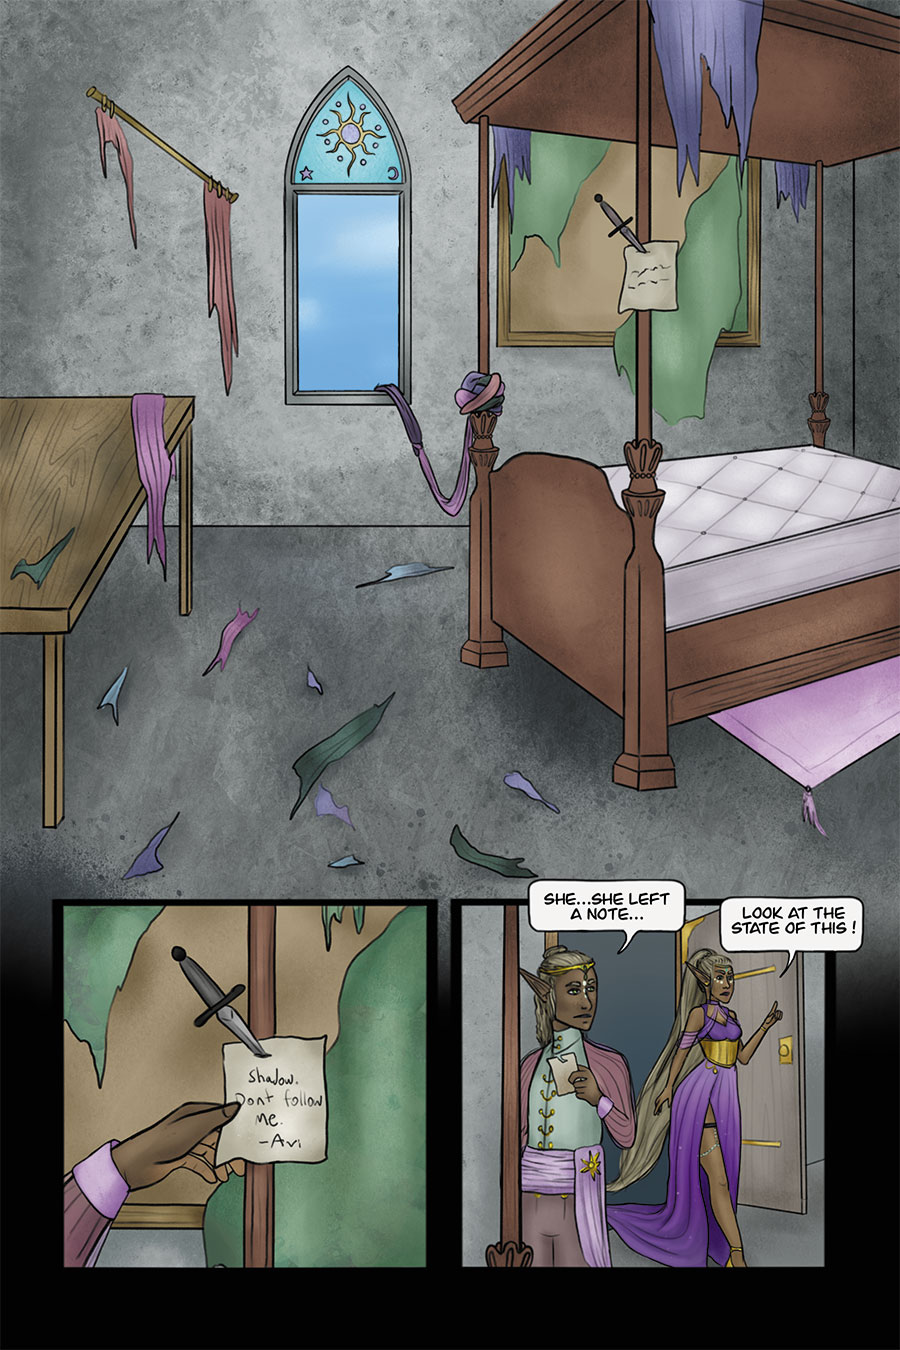 Shadow.
Dont follow
Me.
-Avi
SHE...SHE LEFT
A NOTE...
LOOK AT THE
STATE OF THIS!